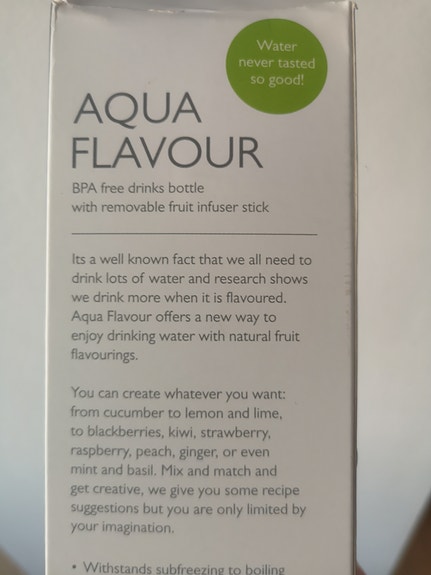 Water
never tasted
so good!
AQUA
FLAVOUR
BPA free drinks bottle
with removable fruit infuser stick
Its a well known fact that we all need to
drink lots of water and research shows
we drink more when it is flavoured.
Aqua Flavour offers a new way to
enjoy drinking water with natural fruit
flavourings.
You can create whatever you want:
from cucumber to lemon and lime,
to blackberries, kiwi, strawberry,
raspberry, peach, ginger, or even
mint and basil. Mix and match and
get creative, we give you some recipe
suggestions but you are only limited by
your imagination.
• Withstands subfreezing to boiling